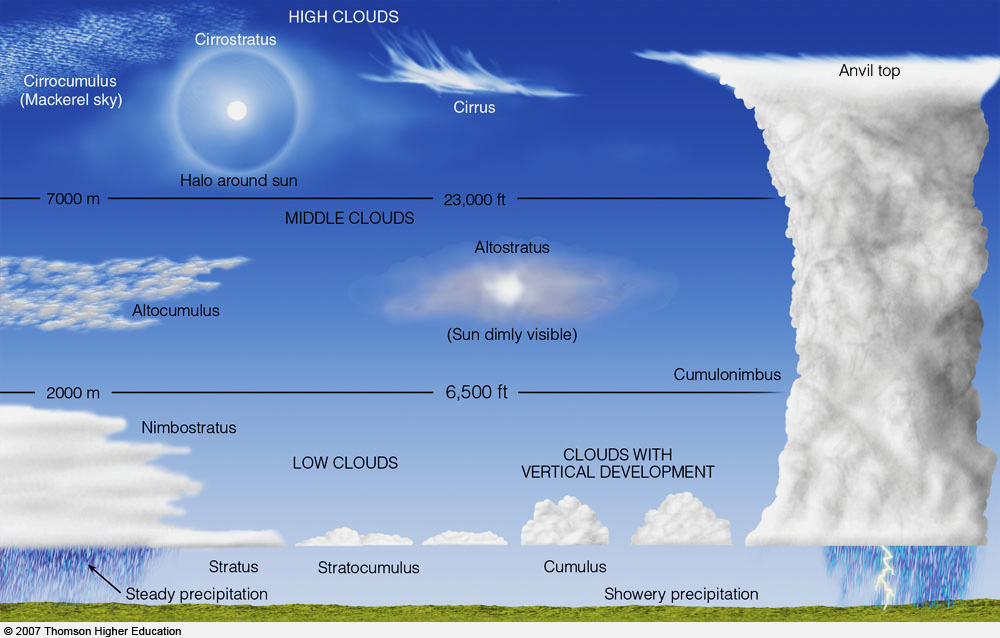 HIGH CLOUDS
Cirrostratus
Cirrocumulus
(Mackerel sky)
Cirrus
Anvil top
Halo around sun
7000 m
23,000 ft
MIDDLE CLOUDS
Altostratus
Altocumulus
(Sun dimly visible)
Cumulonimbus
2000 m
6,500 ft
Nimbostratus
LOW CLOUDS
CLOUDS WITH
VERTICAL DEVELOPMENT
Stratus
Stratocumulus
Cumulus
Steady precipitation
Showery precipitation
© 2007 Thomson Higher Education